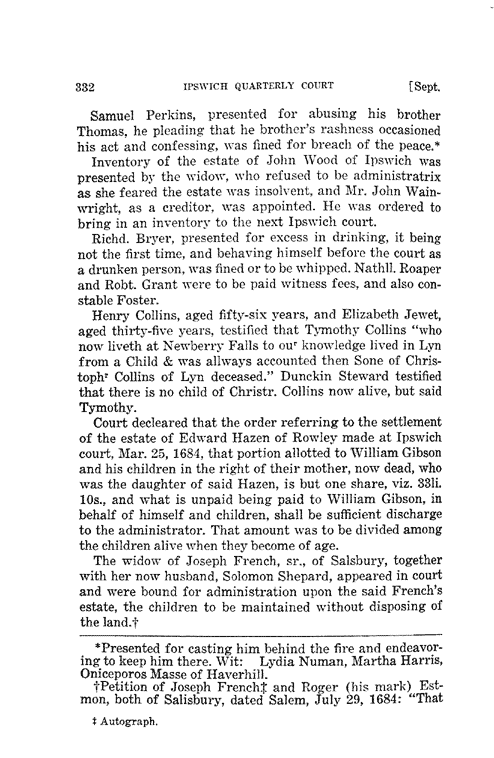 332 IPSWICH QUARTERLY COURT [Sept.
Samuel Perkins, presented for abusing his brother
Thomas, he pleading that he brother's rashness occasioned
his act and confessing, was fined for breach of the peace.*
Inventory of the estate of John Wood of Ipswich was
presented by the widow, who refused to be administratrix
as she feared the estate was insolvent, and Mr. John Wain-
wright, as a creditor, was appointed. He was ordered to
bring in an inventory to the next Ipswich court.
Richd. Bryer, presented for excess in drinking, it being
not the first time, and behaving himself before the court as
a drunken person, was fined or to be whipped. Nathll. Roaper
and Robt. Grant were to be paid witness fees, and also con-
stable Foster.
Henry Collins, aged fifty-six years, and Elizabeth Jewet,
aged thirty-five years, testified that Tymothy Collins "who
now liveth at Newberry Falls to ouʳ knowledge lived in Lyn
from a Child & was allways accounted then Sone of Chris-
tophʳ Collins of Lyn deceased." Dunckin Steward testified
that there is no child of Christr. Collins now alive, but said
Tymothy.
Court decleared that the order referring to the settlement
of the estate of Edward Hazen of Rowley made at Ipswich
court, Mar. 25, 1684, that portion allotted to William Gibson
and his children in the right of their mother, now dead, who
was the daughter of said Hazen, is but one share, viz. 33li.
10s., and what is unpaid being paid to William Gibson, in
behalf of himself and children, shall be sufficient discharge
to the administrator. That amount was to be divided among
the children alive when they become of age.
The widow of Joseph French, sr., of Salsbury, together
with her now husband, Solomon Shepard, appeared in court
and were bound for administration upon the said French's
estate, the children to be maintained without disposing of
the land.†
*Presented for casting him behind the fire and endeavor-
ing to keep him there. Wit: Lydia Numan, Martha Harris,
Oniceporos Masse of Haverhill.
†Petition of Joseph French‡ and Roger (his mark) Est-
mon, both of Salisbury, dated Salem, July 29, 1684: "That
‡ Autograph.